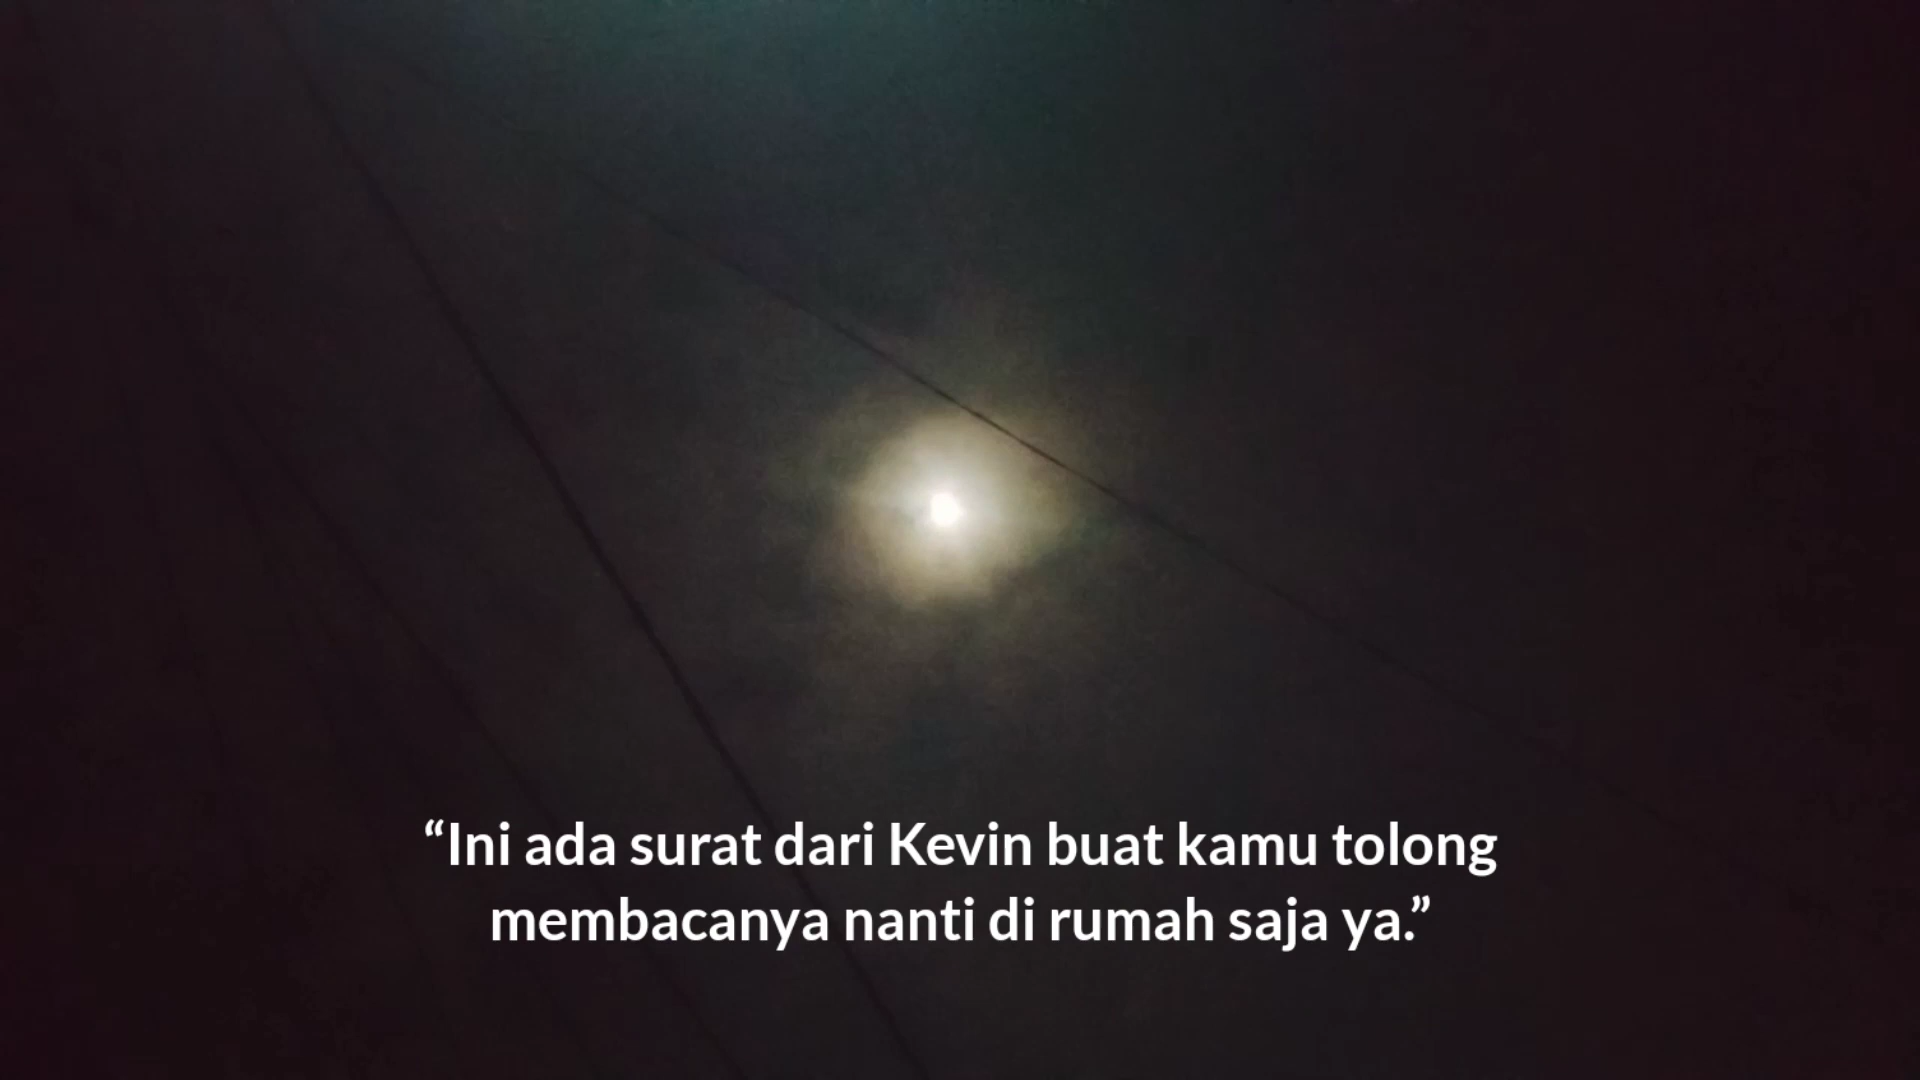 “Ini ada surat dari Kevin buat kamu tolong
membacanya nanti di rumah saja ya.”